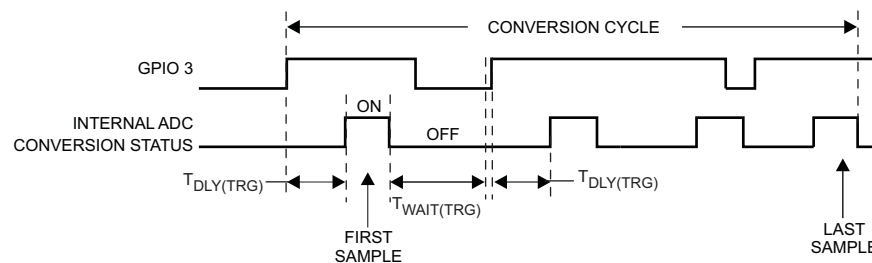 CONVERSION CYCLE
GPIO 3
ON
INTERNAL ADC
CONVERSION STATUS
OFF
TDLY(TRG)
TWAIT(TRG)
TDLY(TRG)
FIRST
SAMPLE
LAST
SAMPLE